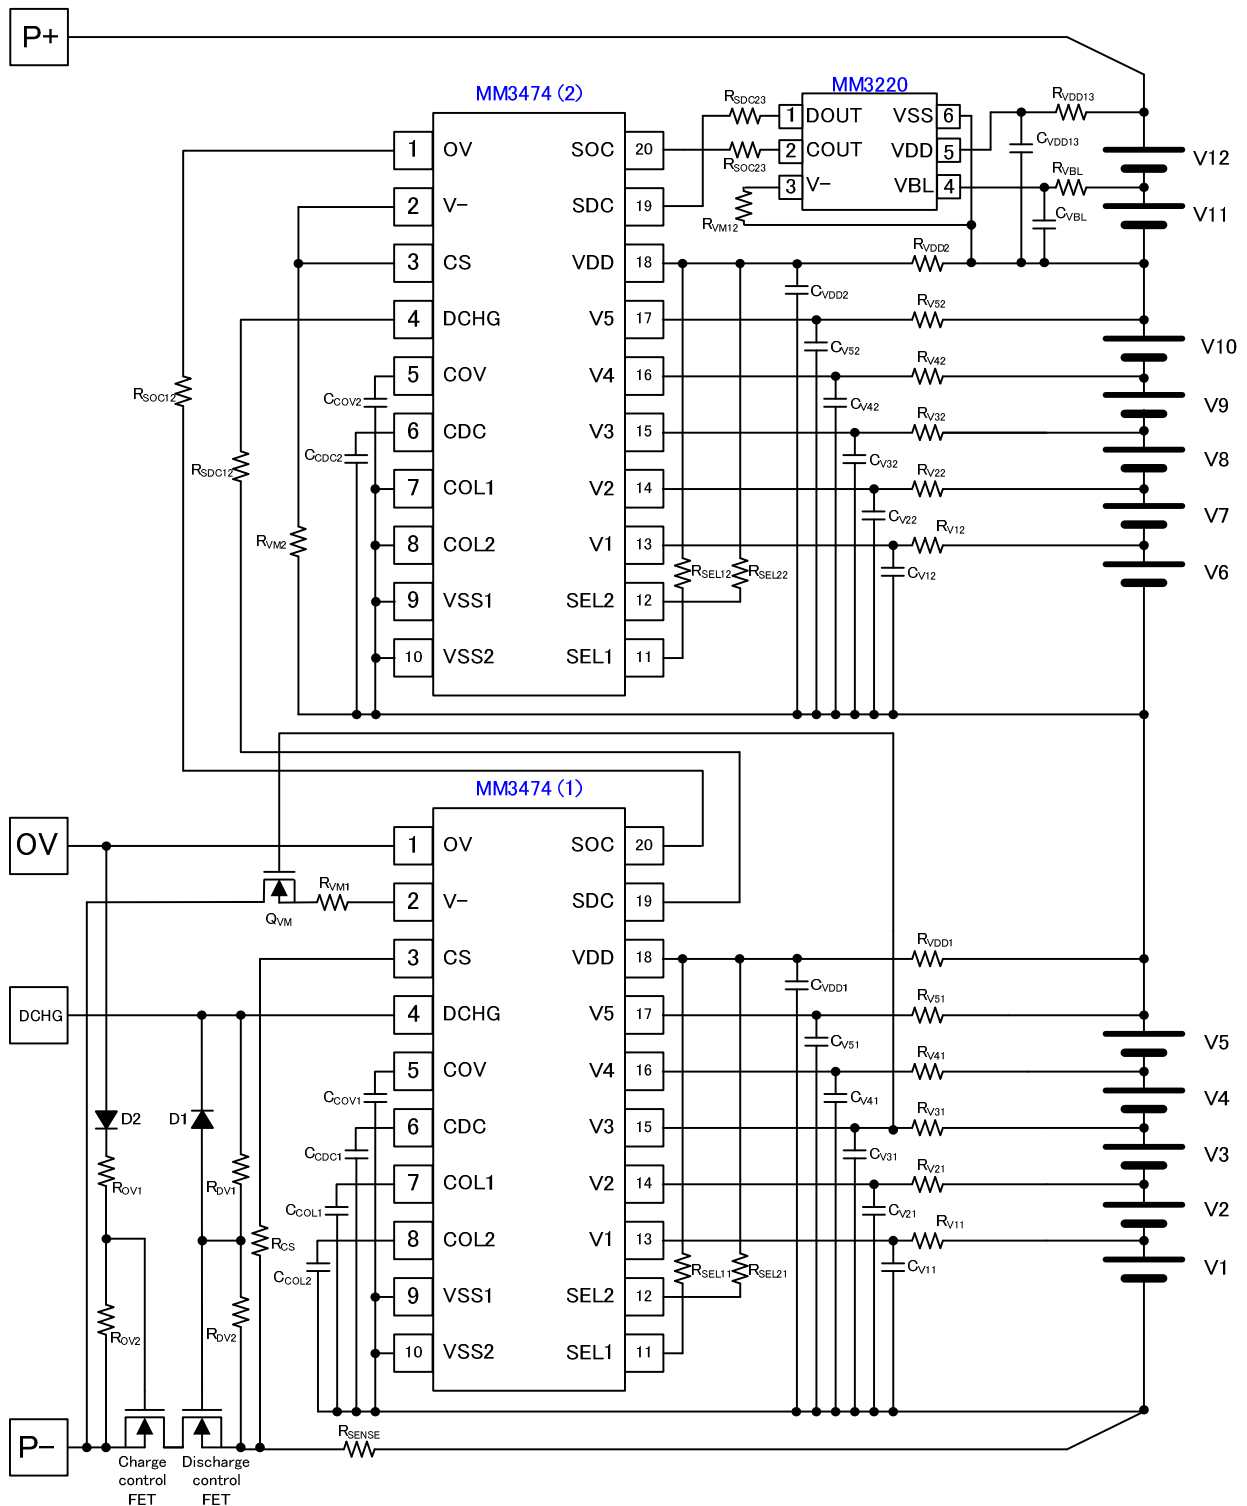 P+
MM3474 (2)
MM3220
1 OV
2 V-
3 CS
4 DCHG
5 COV
6 CDC
7 COL1
8 COL2
9 VSS1
10 VSS2
SOC 20
SDC 19
VDD 18
V5 17
V4 16
V3 15
V2 14
V1 13
SEL2 12
SEL1 11
RSDC23
RSOC23
RVM12
1 DOUT
2 COUT
3 V-
VSS 6
VDD 5
VBL 4
RVDD13
CVDD13
RVBL
CVBL
RVDD2
CVDD2
RV52
CV52
RV42
CV42
RV32
CV32
RV22
CV22
RV12
CV12
RSEL12
RSEL22
RSOC12
RSDC12
RVM2
CCOV2
CCDC2
V12
V11
V10
V9
V8
V7
V6
MM3474 (1)
OV
DCHG
P-
1 OV
2 V-
3 CS
4 DCHG
5 COV
6 CDC
7 COL1
8 COL2
9 VSS1
10 VSS2
SOC 20
SDC 19
VDD 18
V5 17
V4 16
V3 15
V2 14
V1 13
SEL2 12
SEL1 11
QVM
RVM1
D2
D1
ROV1
ROV2
RDV1
RDV2
RCS
CCOV1
CCDC1
CCOL1
CCOL2
RSEL11
RSEL21
RVDD1
CVDD1
RV51
CV51
RV41
CV41
RV31
CV31
RV21
CV21
RV11
CV11
V5
V4
V3
V2
V1
RSENSE
Charge
control
FET
Discharge
control
FET